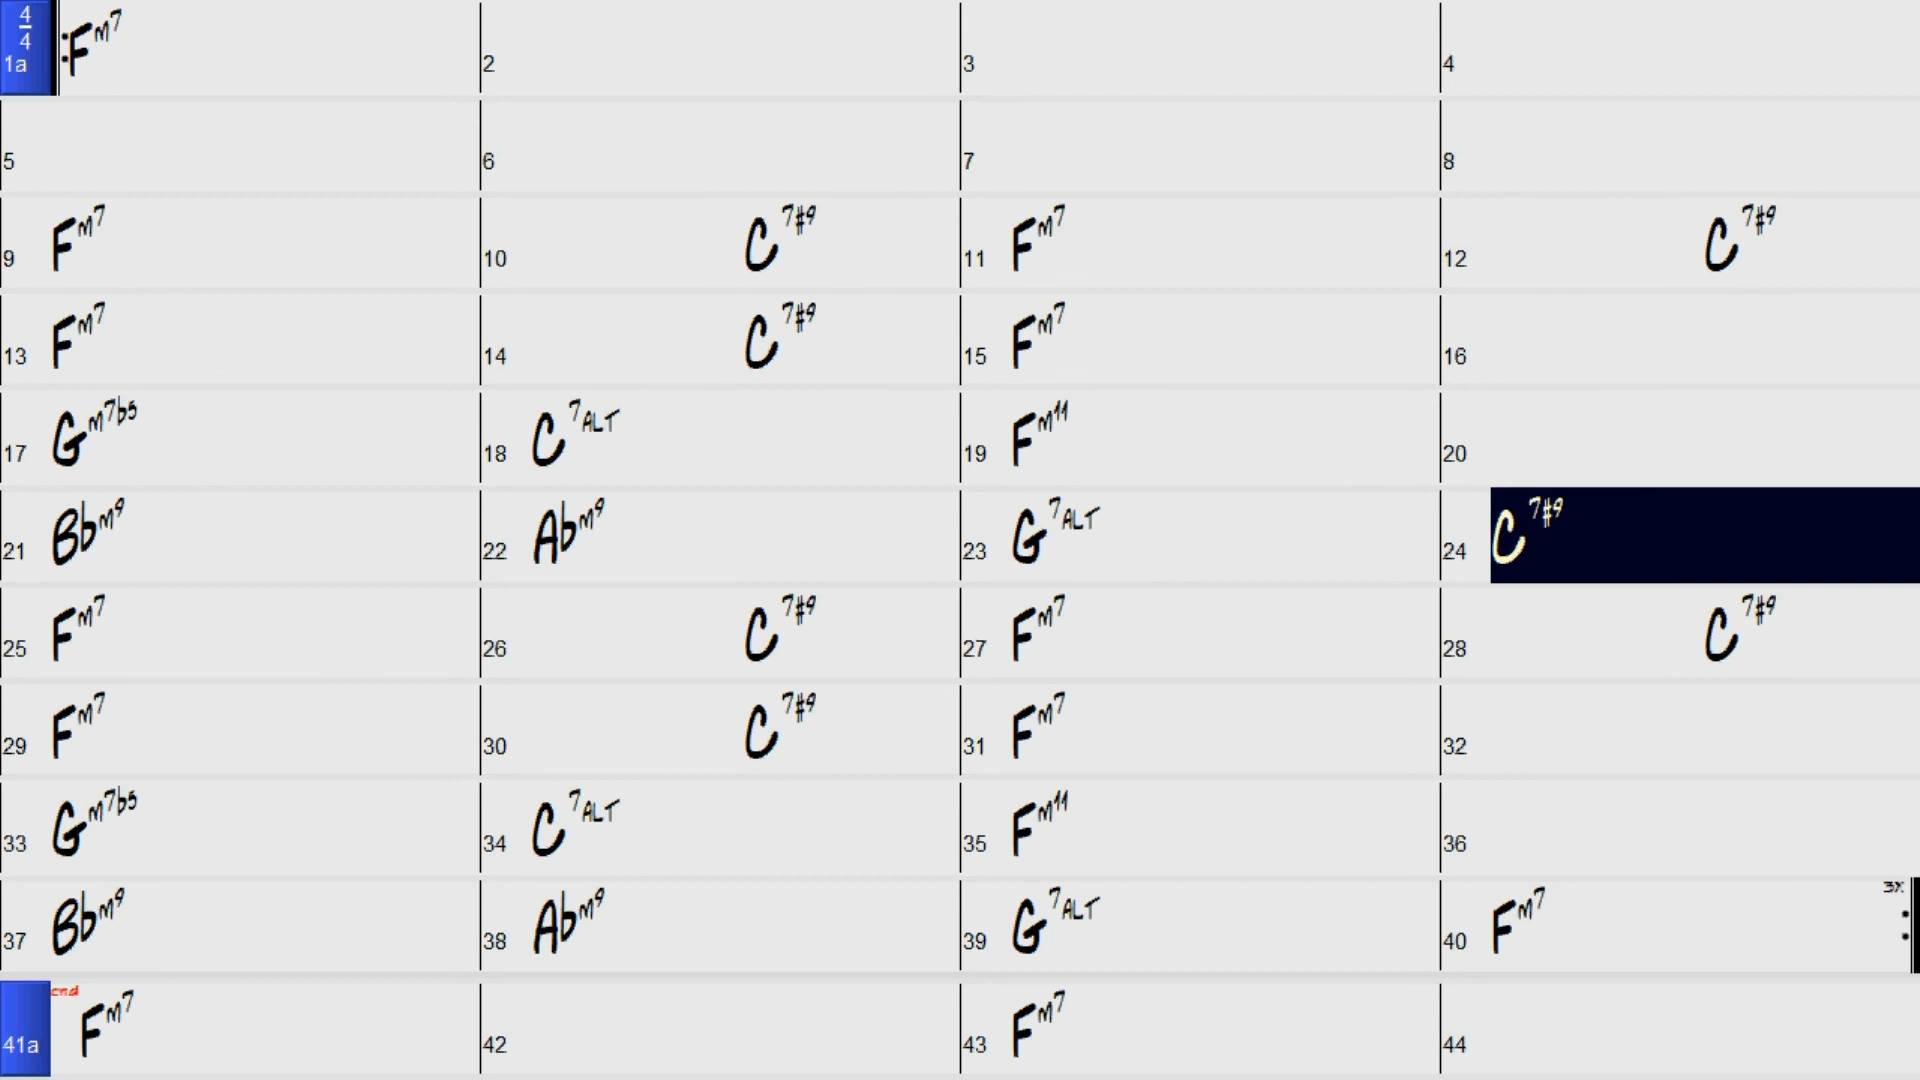 4/4 1a Fm7 2 3 4
5 6 7 8
9 Fm7 10 C7#9 11 Fm7 12 C7#9
13 Fm7 14 C7#9 15 Fm7 16
17 Gm7b5 18 C7ALT 19 Fm11 20
21 Bbm9 22 Abm9 23 G7ALT 24 C7#9
25 Fm7 26 C7#9 27 Fm7 28 C7#9
29 Fm7 30 C7#9 31 Fm7 32
33 Gm7b5 34 C7ALT 35 Fm11 36
37 Bbm9 38 Abm9 39 G7ALT 40 Fm7 3x
41a end Fm7 42 43 Fm7 44